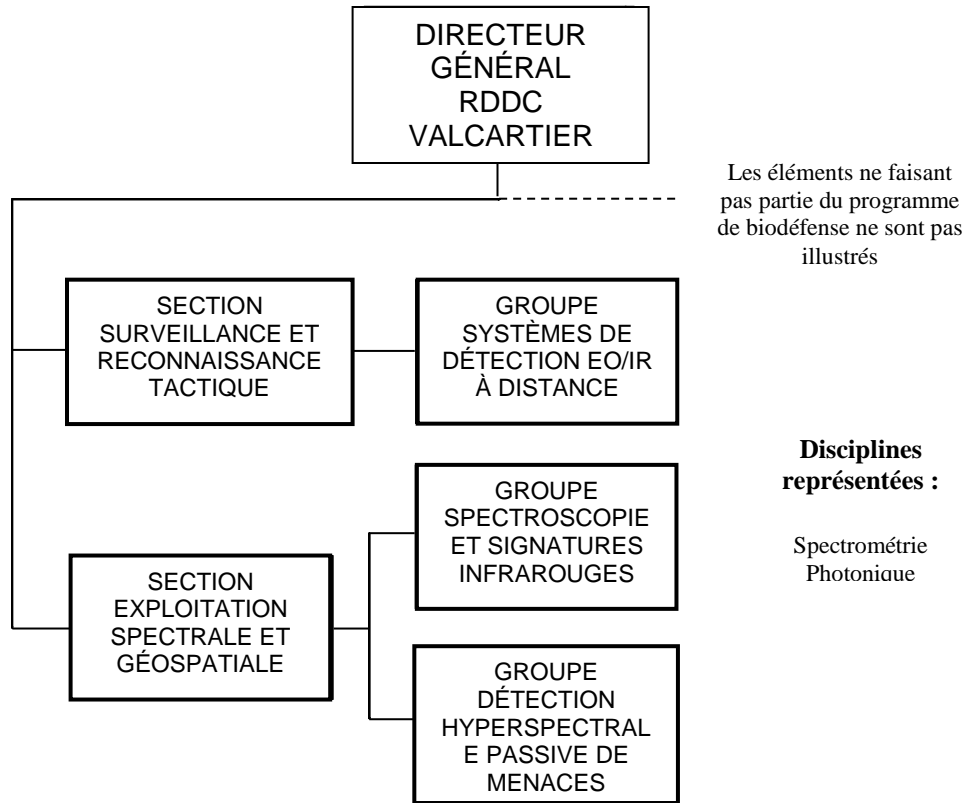 DIRECTEUR
GÉNÉRAL
RDDC
VALCARTIER
Les éléments ne faisant
pas partie du programme
de biodéfense ne sont pas
illustrés
SECTION
SURVEILLANCE ET
RECONNAISSANCE
TACTIQUE
GROUPE
SYSTÈMES DE
DÉTECTION EO/IR
À DISTANCE
Disciplines
représentées :
Spectrométrie
Photonique
GROUPE
SPECTROSCOPIE
ET SIGNATURES
INFRAROUGES
SECTION
EXPLOITATION
SPECTRALE ET
GÉOSPATIALE
GROUPE
DÉTECTION
HYPERSPECTRAL
E PASSIVE DE
MENACES